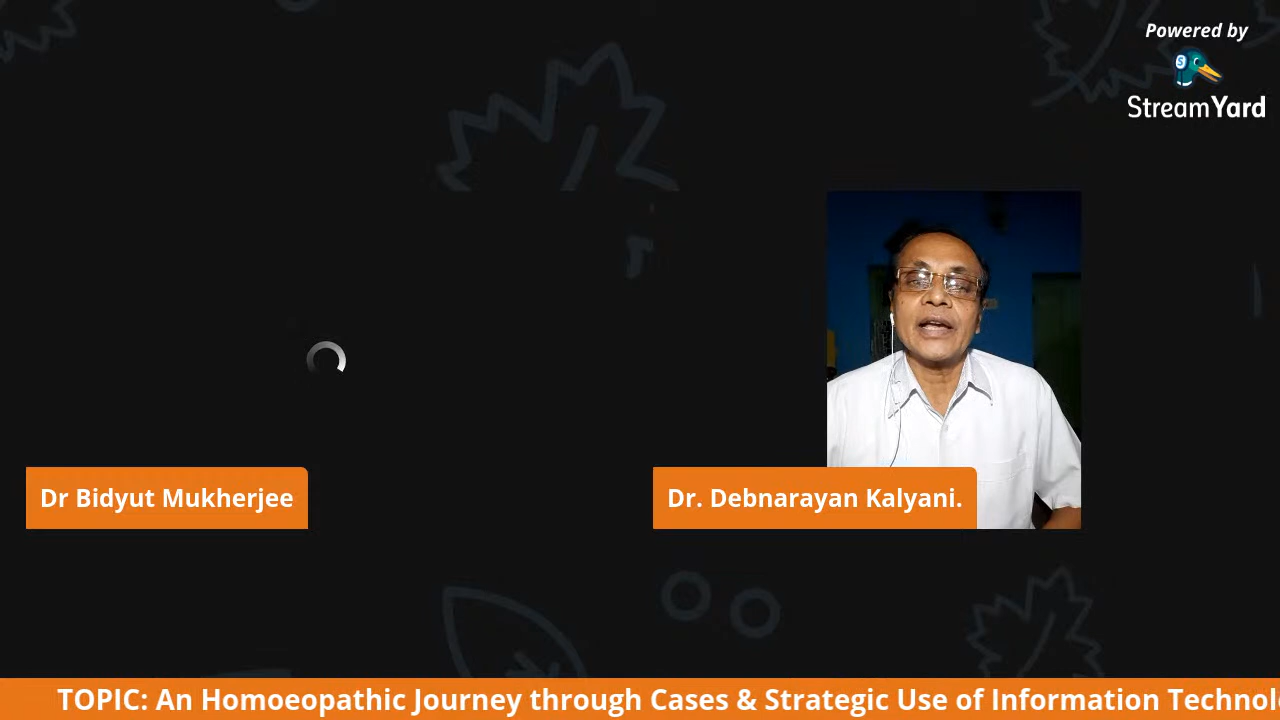 Powered by
StreamYard
Dr Bidyut Mukherjee
Dr. Debnarayan Kalyani.
TOPIC: An Homoeopathic Journey through Cases & Strategic Use of Information Technol